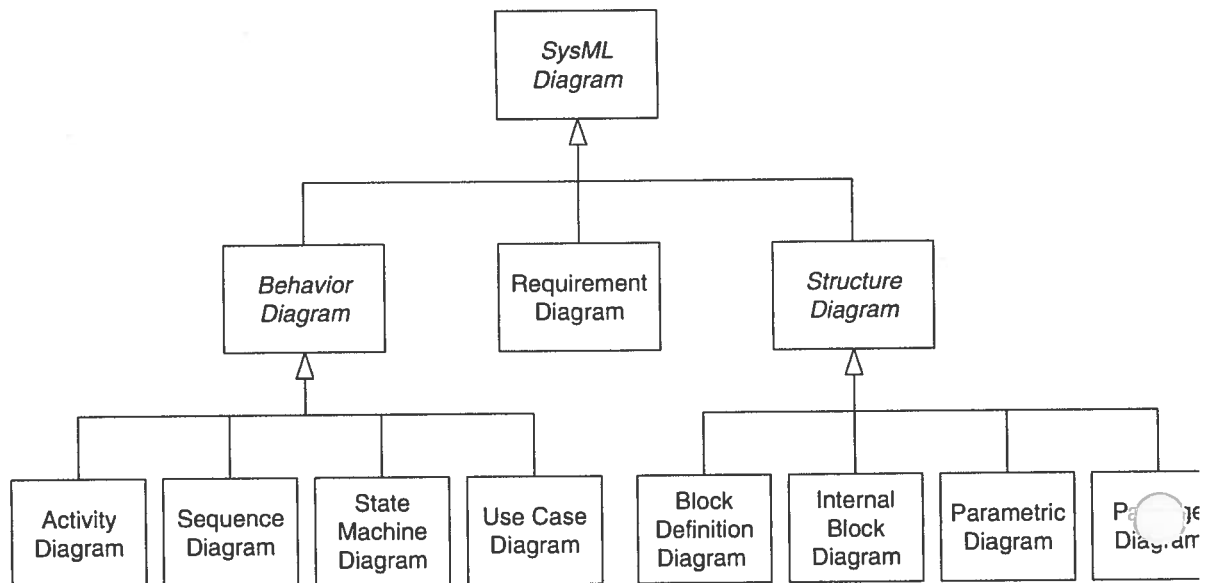 SysML
Diagram
Behavior
Diagram
Requirement
Diagram
Structure
Diagram
Activity
Diagram
Sequence
Diagram
State
Machine
Diagram
Use Case
Diagram
Block
Definition
Diagram
Internal
Block
Diagram
Parametric
Diagram
Diagram